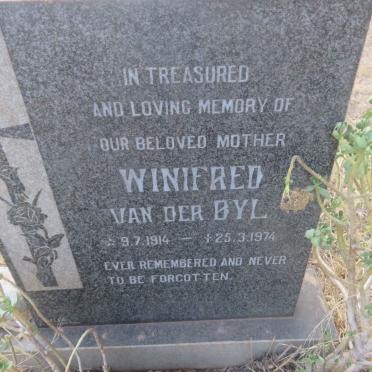 IN TREASURED
AND LOVING MEMORY OF
OUR BELOVED MOTHER
WINIFRED
VAN DER BYL
☆ 9.7.1914 — †25.3.1974
EVER REMEMBERED AND NEVER
TO BE FORGOTTEN.